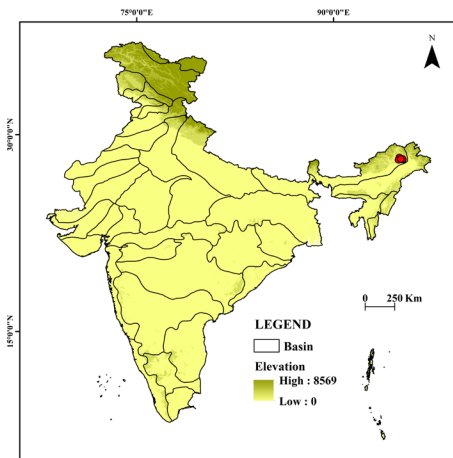 75°0'0"E 90°0'0"E
N
30°0'0"N
15°0'0"N
0 250 Km
LEGEND
Basin
Elevation
High : 8569
Low : 0